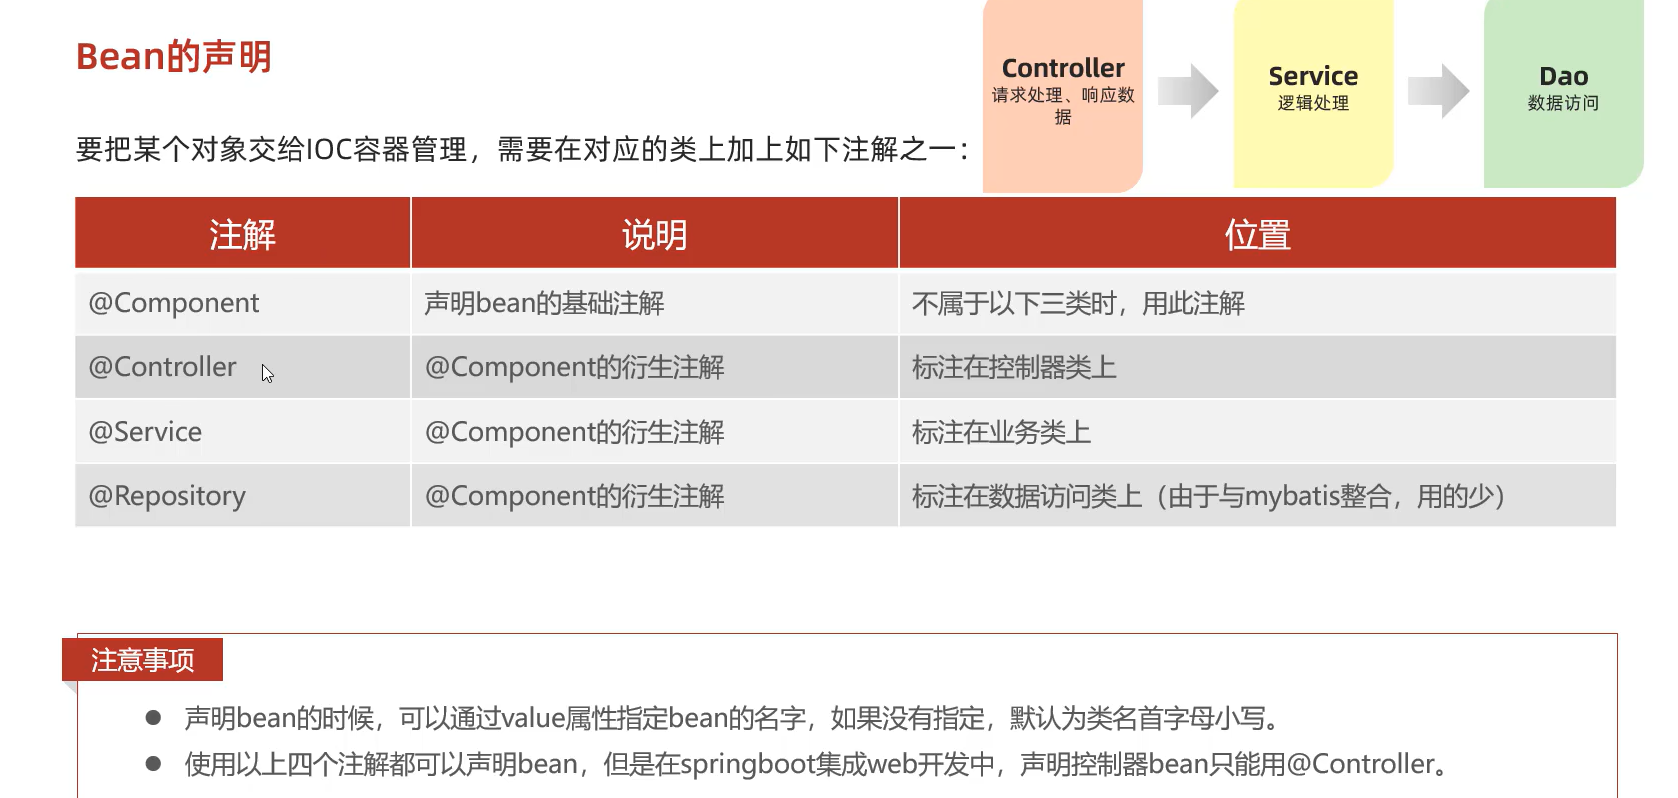 Bean的声明
Controller
请求处理、响应数
据
Service
逻辑处理
Dao
数据访问
要把某个对象交给IOC容器管理，需要在对应的类上加上如下注解之一：
注解 说明 位置
@Component 声明bean的基础注解 不属于以下三类时，用此注解
@Controller @Component的衍生注解 标注在控制器类上
@Service @Component的衍生注解 标注在业务类上
@Repository @Component的衍生注解 标注在数据访问类上（由于与mybatis整合，用的少）
注意事项
● 声明bean的时候，可以通过value属性指定bean的名字，如果没有指定，默认为类名首字母小写。
● 使用以上四个注解都可以声明bean，但是在springboot集成web开发中，声明控制器bean只能用@Controller。